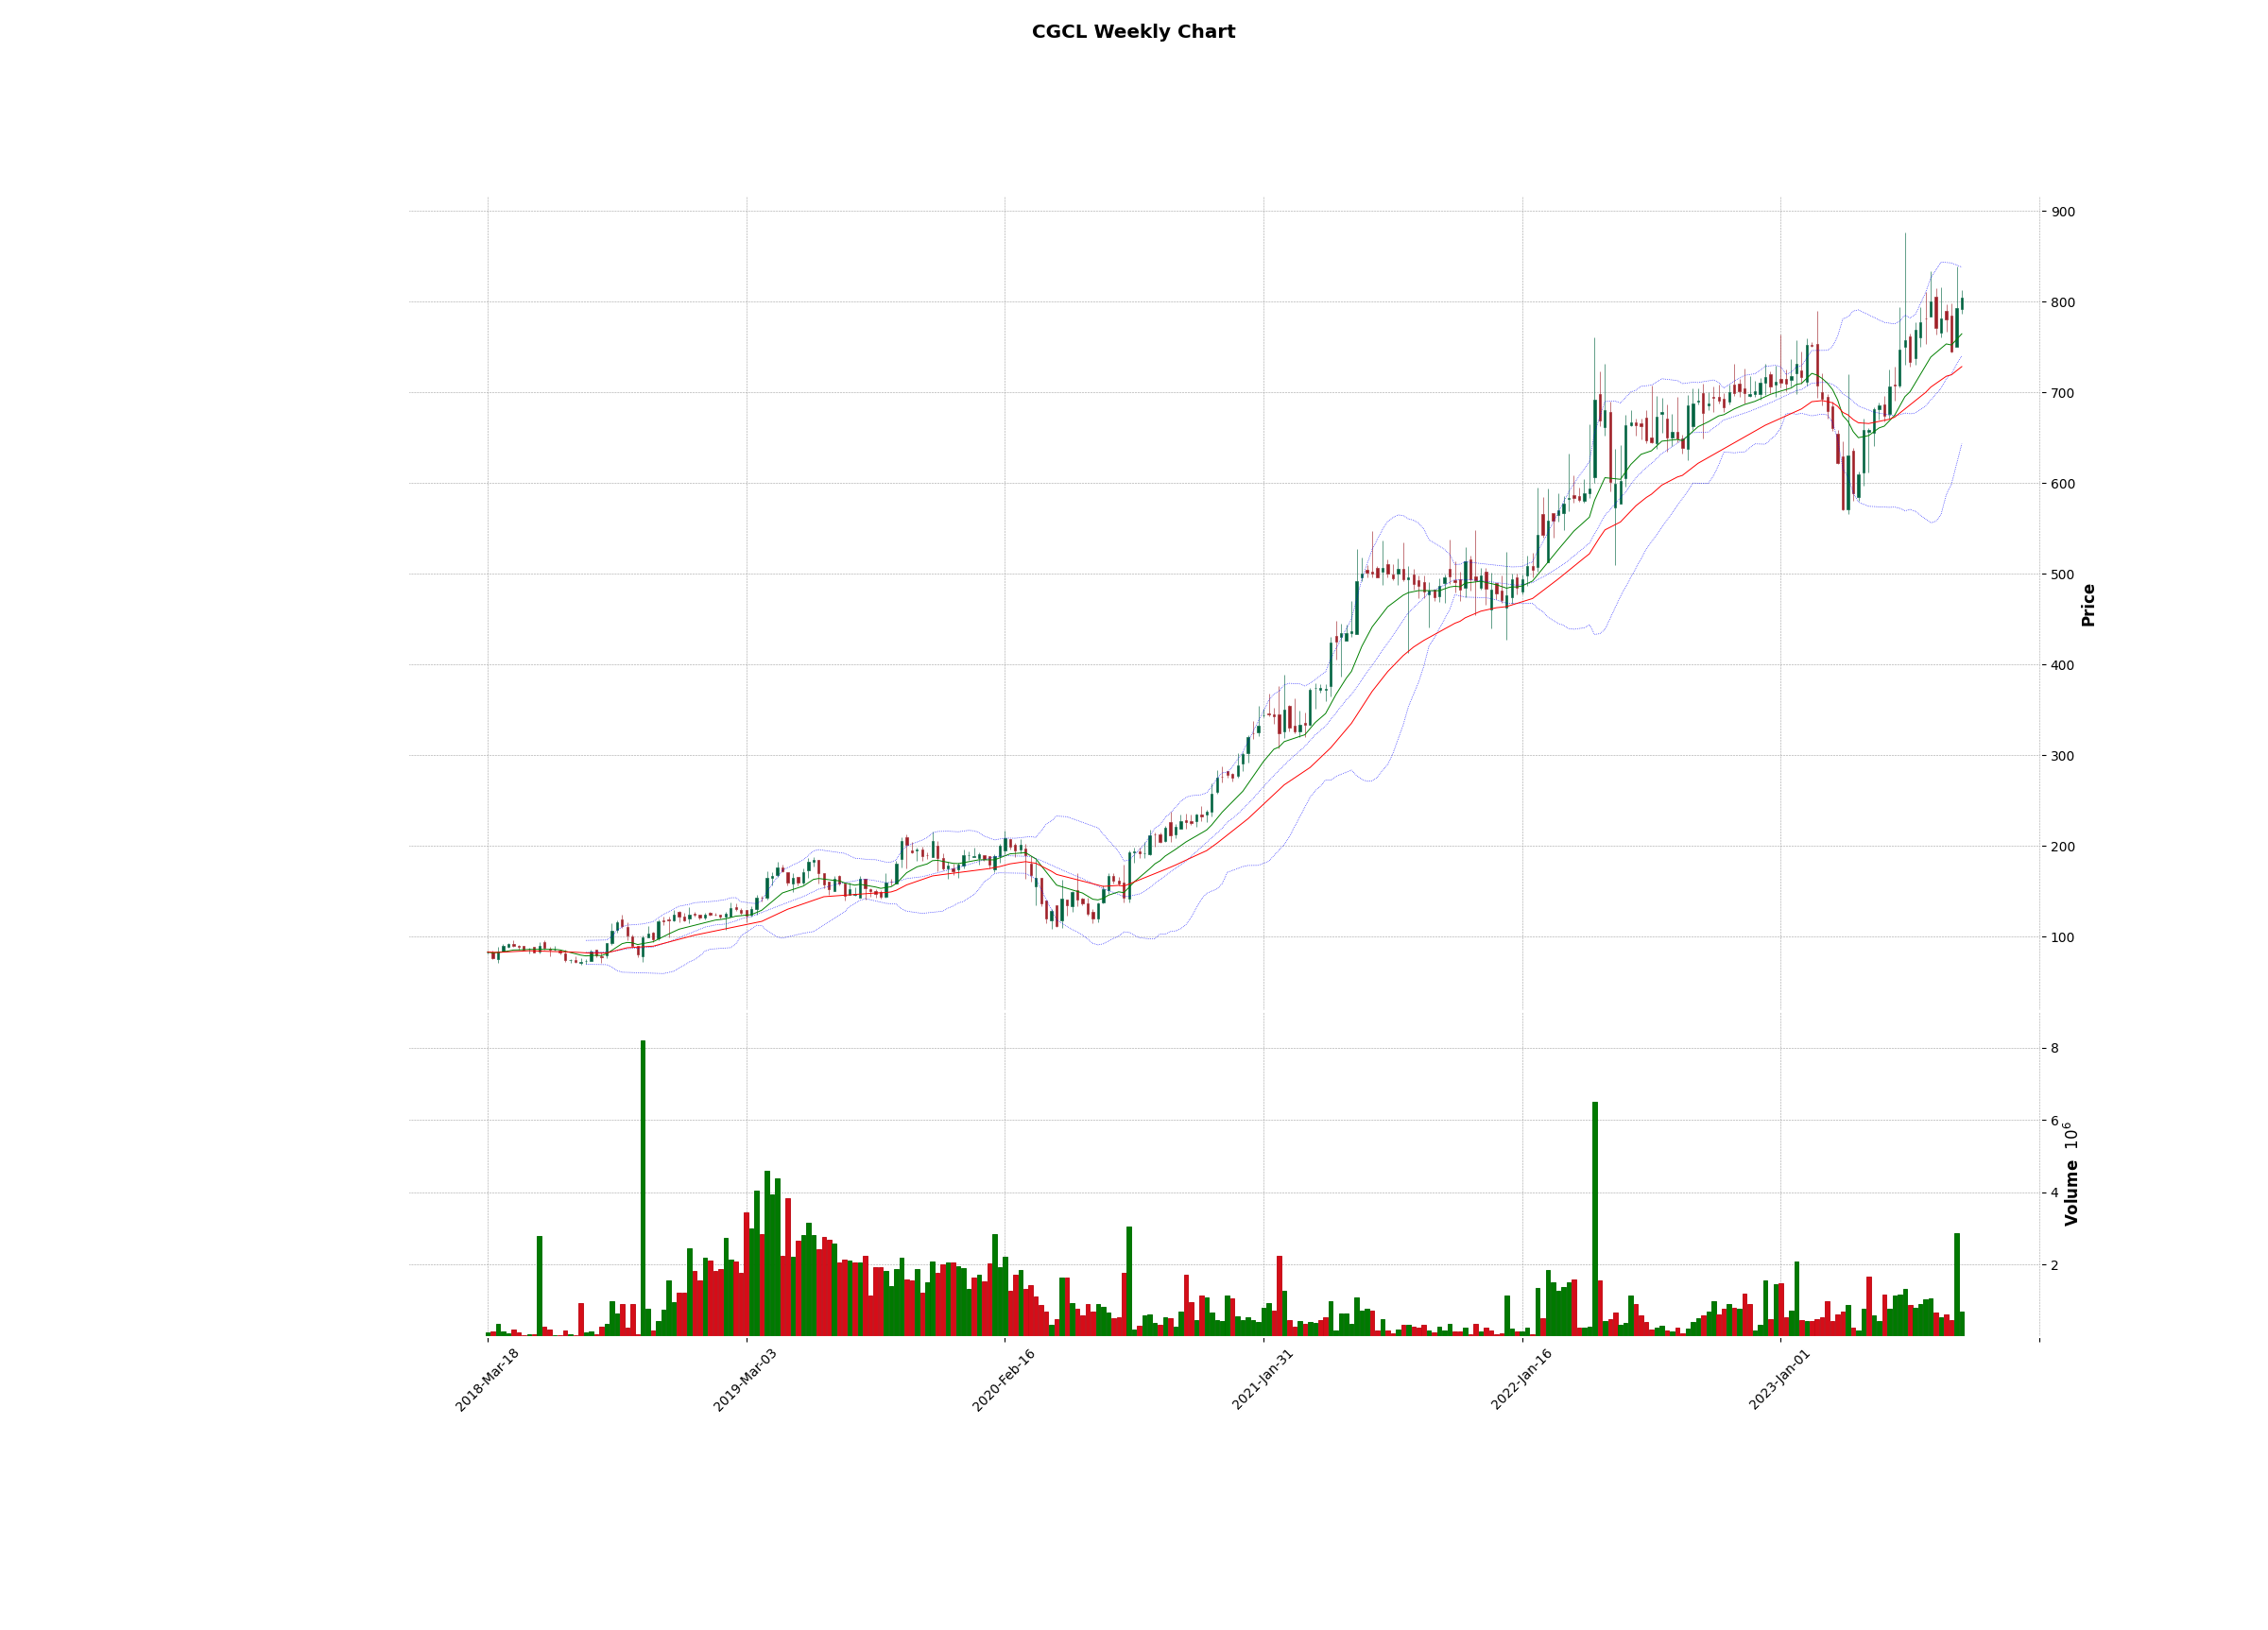 CGCL Weekly Chart
900
800
700
600
500
400
300
200
100
Price
8
6
4
2
Volume 10^6
2018-Mar-18
2019-Mar-03
2020-Feb-16
2021-Jan-31
2022-Jan-16
2023-Jan-01